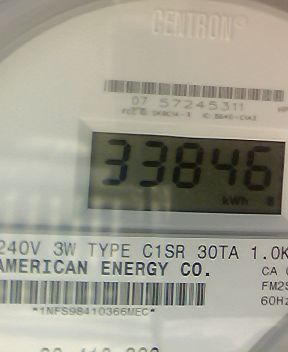 CENTRON®
07 57245311
33846
kWh
240V 3W TYPE C1SR 30TA 1.0K
AMERICAN ENERGY CO.
CA
FM2S
60Hz
*1NFS98410366MEC*